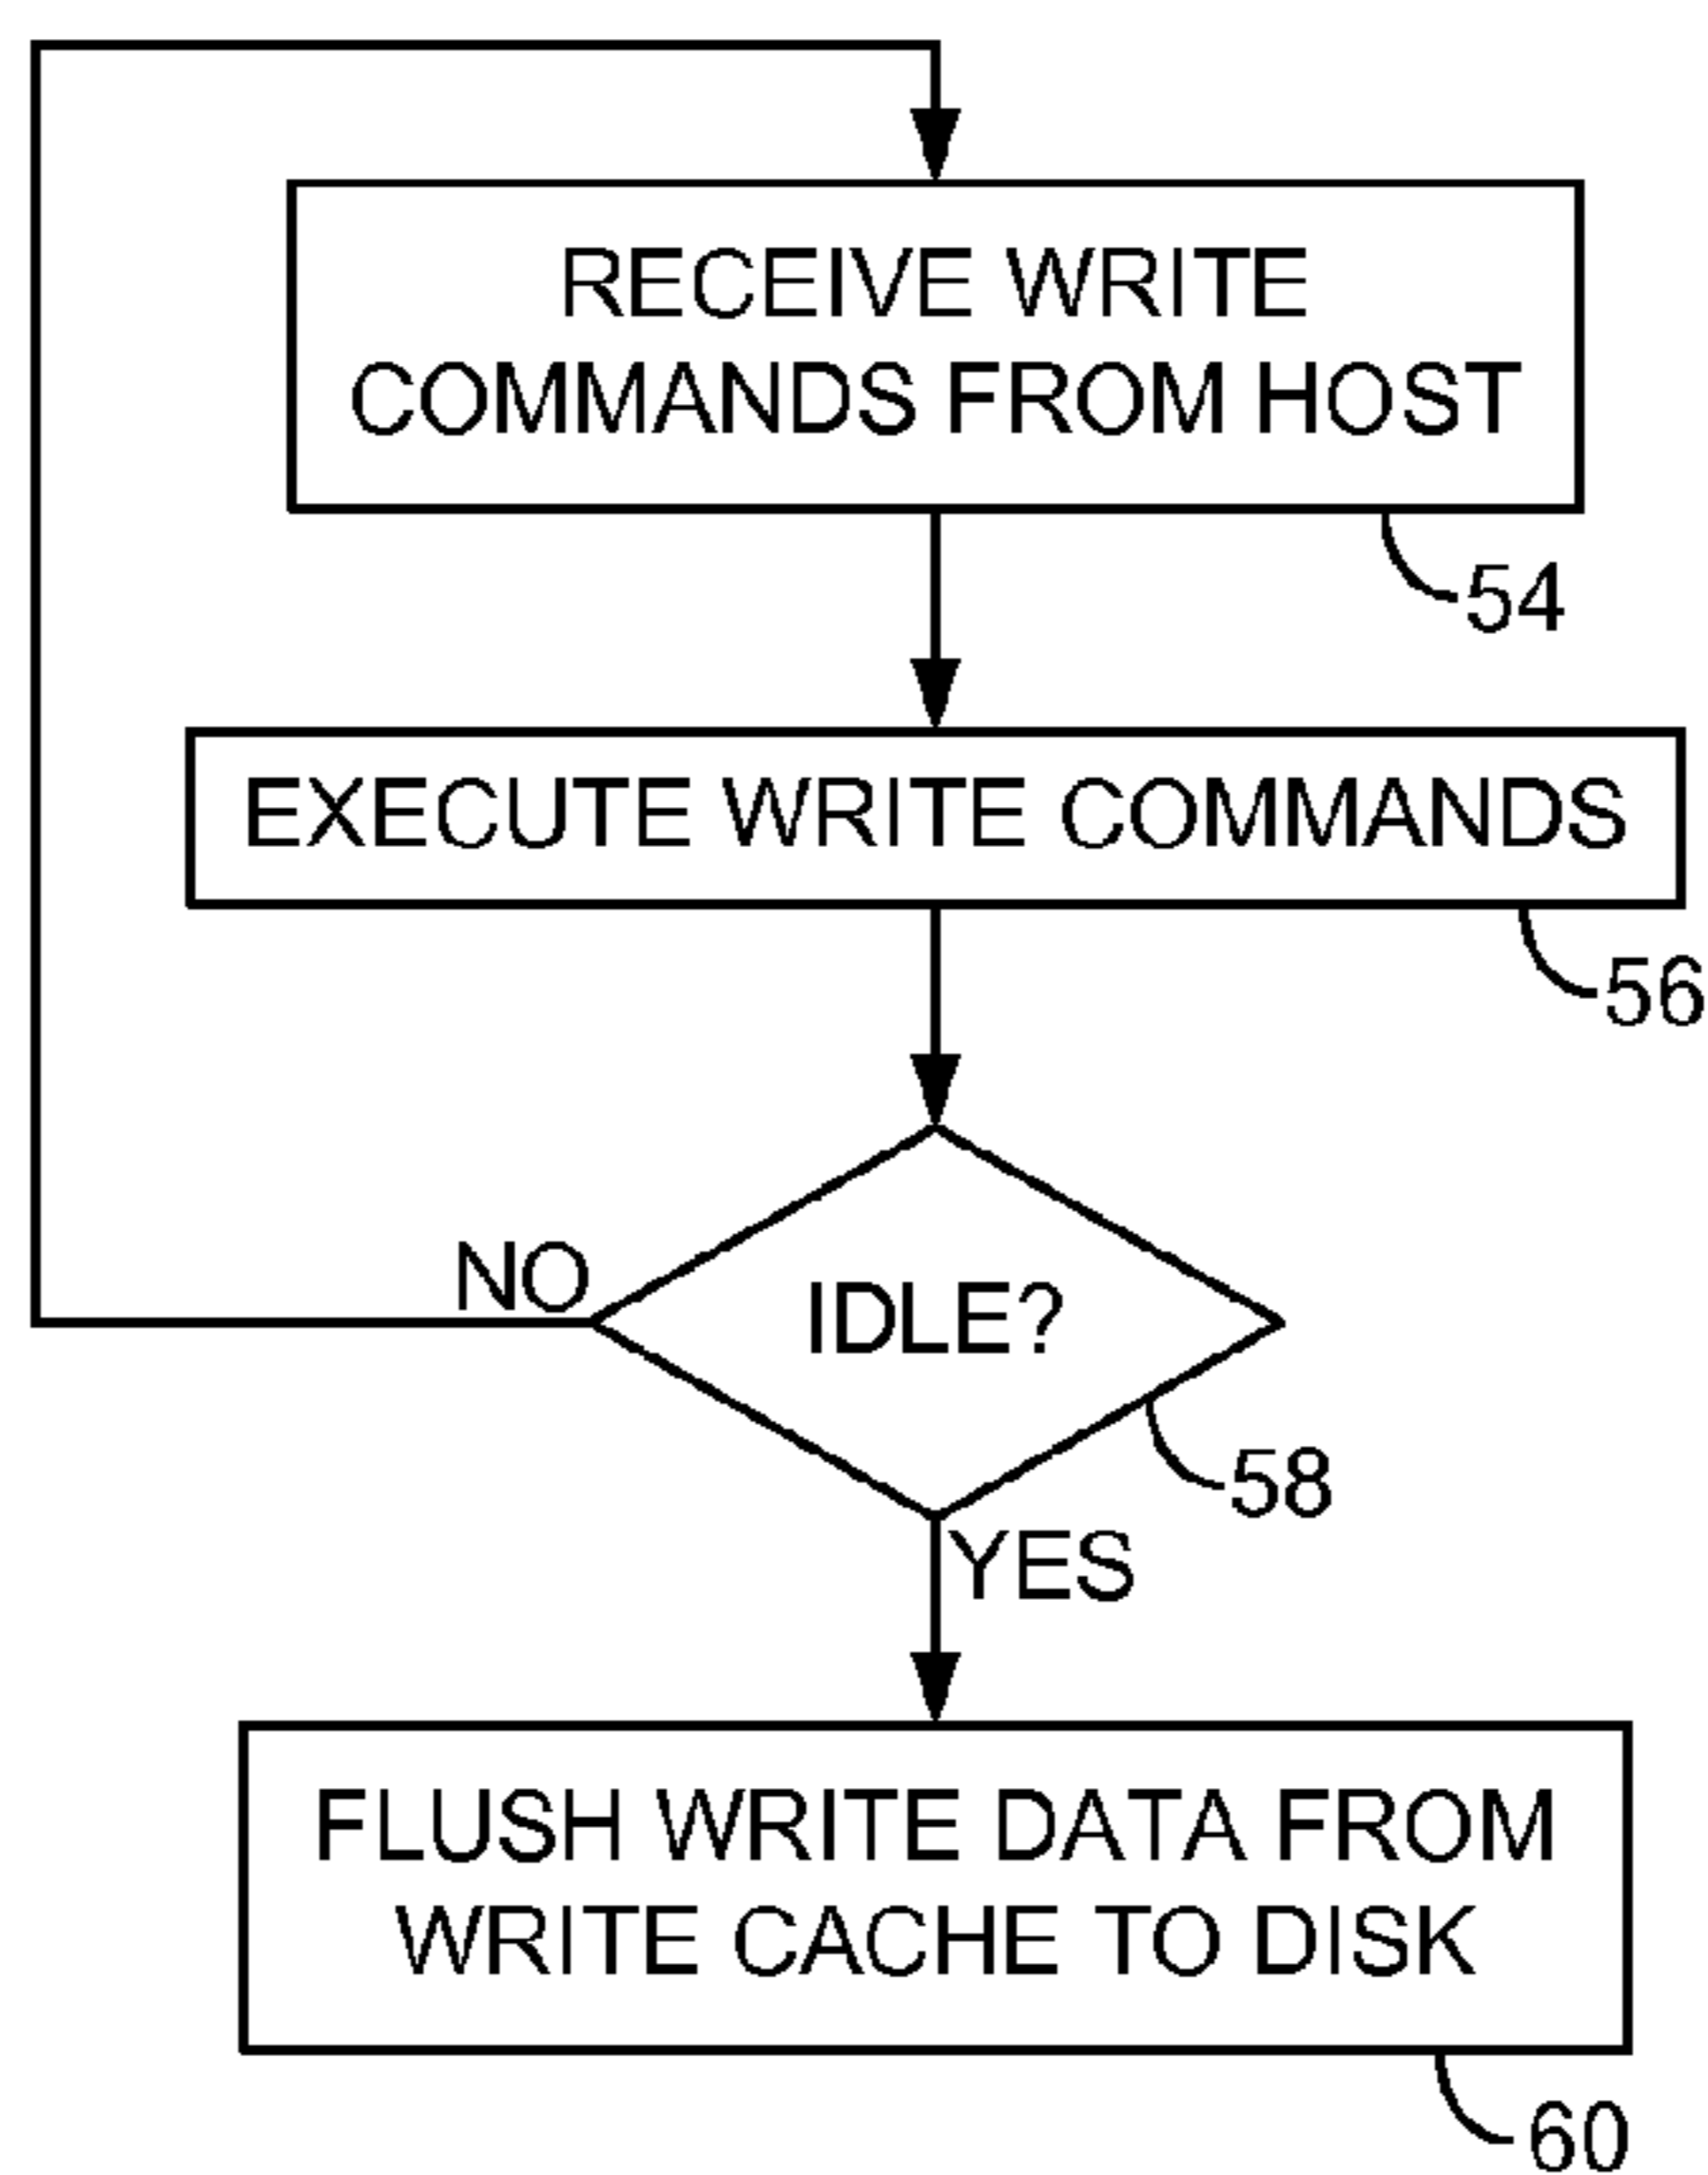 RECEIVE WRITE
COMMANDS FROM HOST
54
EXECUTE WRITE COMMANDS
56
NO
IDLE?
58
YES
FLUSH WRITE DATA FROM
WRITE CACHE TO DISK
60